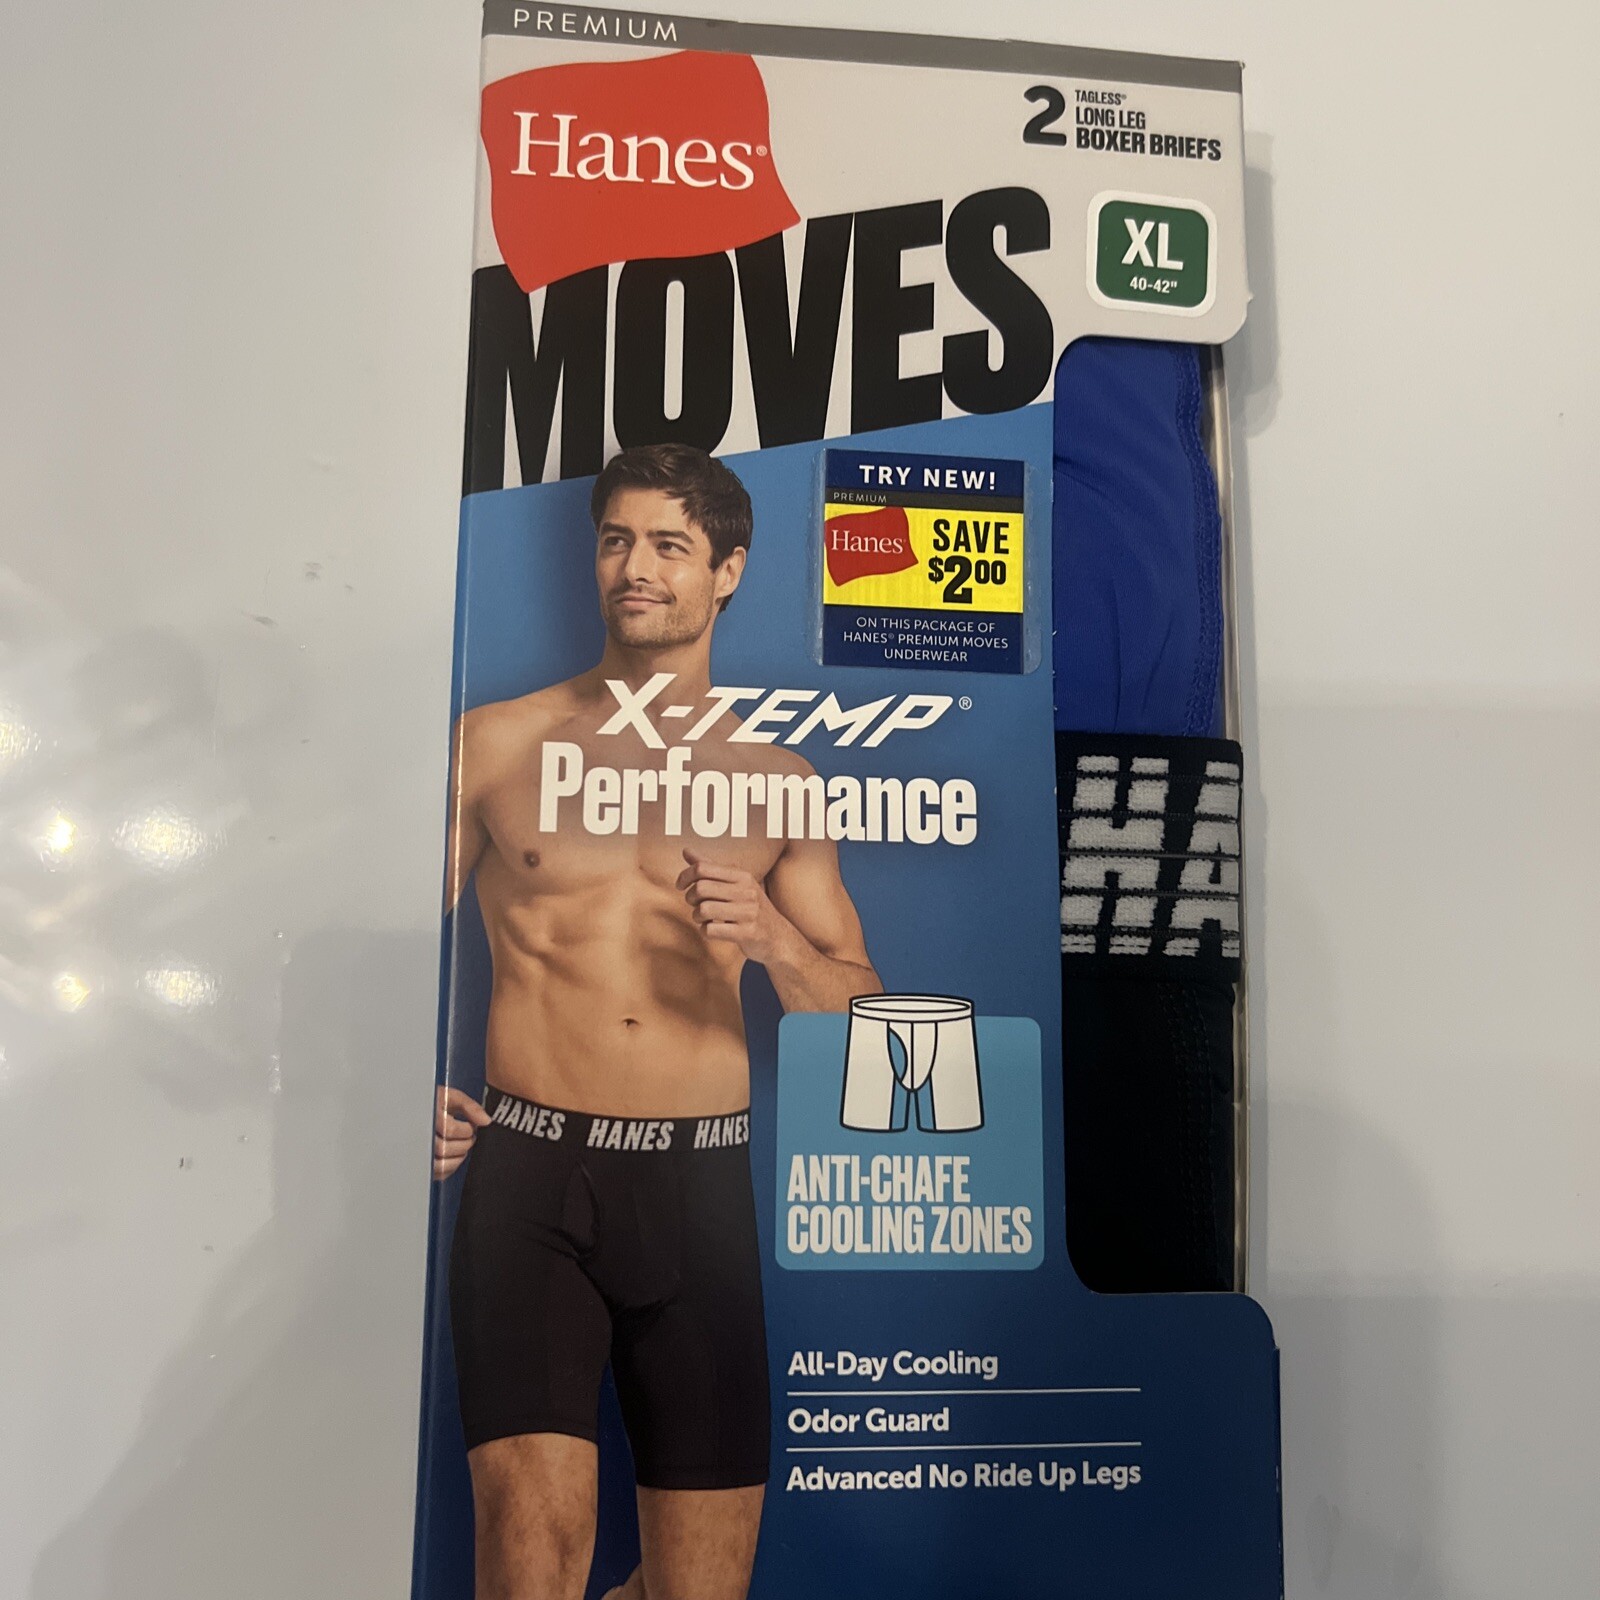 PREMIUM
Hanes®
2 TAGLESS®
LONG LEG
BOXER BRIEFS
XL
40-42"
MOVES
TRY NEW!
PREMIUM
Hanes
SAVE
$2.00
ON THIS PACKAGE OF
HANES® PREMIUM MOVES
UNDERWEAR
X-TEMP®
Performance
HA
HANES HANES HANES
ANTI-CHAFE
COOLING ZONES
All-Day Cooling
Odor Guard
Advanced No Ride Up Legs